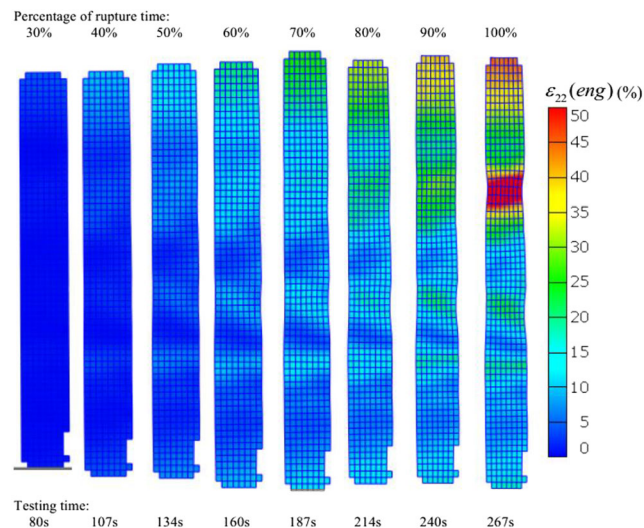 Percentage of rupture time:
30% 40% 50% 60% 70% 80% 90% 100%
ε22(eng) (%)
50
45
40
35
30
25
20
15
10
5
0
Testing time:
80s 107s 134s 160s 187s 214s 240s 267s